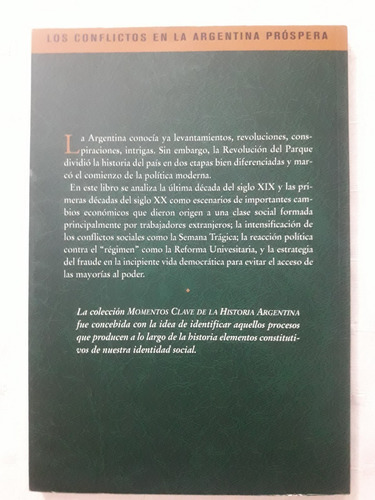 LOS CONFLICTOS EN LA ARGENTINA PRÓSPERA
La Argentina conocía ya levantamientos, revoluciones, cons-
piraciones, intrigas. Sin embargo, la Revolución del Parque
dividió la historia del país en dos etapas bien diferenciadas y mar-
có el comienzo de la política moderna.
En este libro se analiza la última década del siglo XIX y las pri-
meras décadas del siglo XX como escenarios de importantes cam-
bios económicos que dieron origen a una clase social formada
principalmente por trabajadores extranjeros; la intensificación de
los conflictos sociales como la Semana Trágica; la reacción política
contra el "régimen" como la Reforma Universitaria, y la estrategia
del fraude en la incipiente vida democrática para evitar el acceso de
las mayorías al poder.
La colección MOMENTOS CLAVE DE LA HISTORIA ARGENTINA
fue concebida con la idea de identificar aquellos procesos
que producen a lo largo de la historia elementos constituti-
vos de nuestra identidad social.